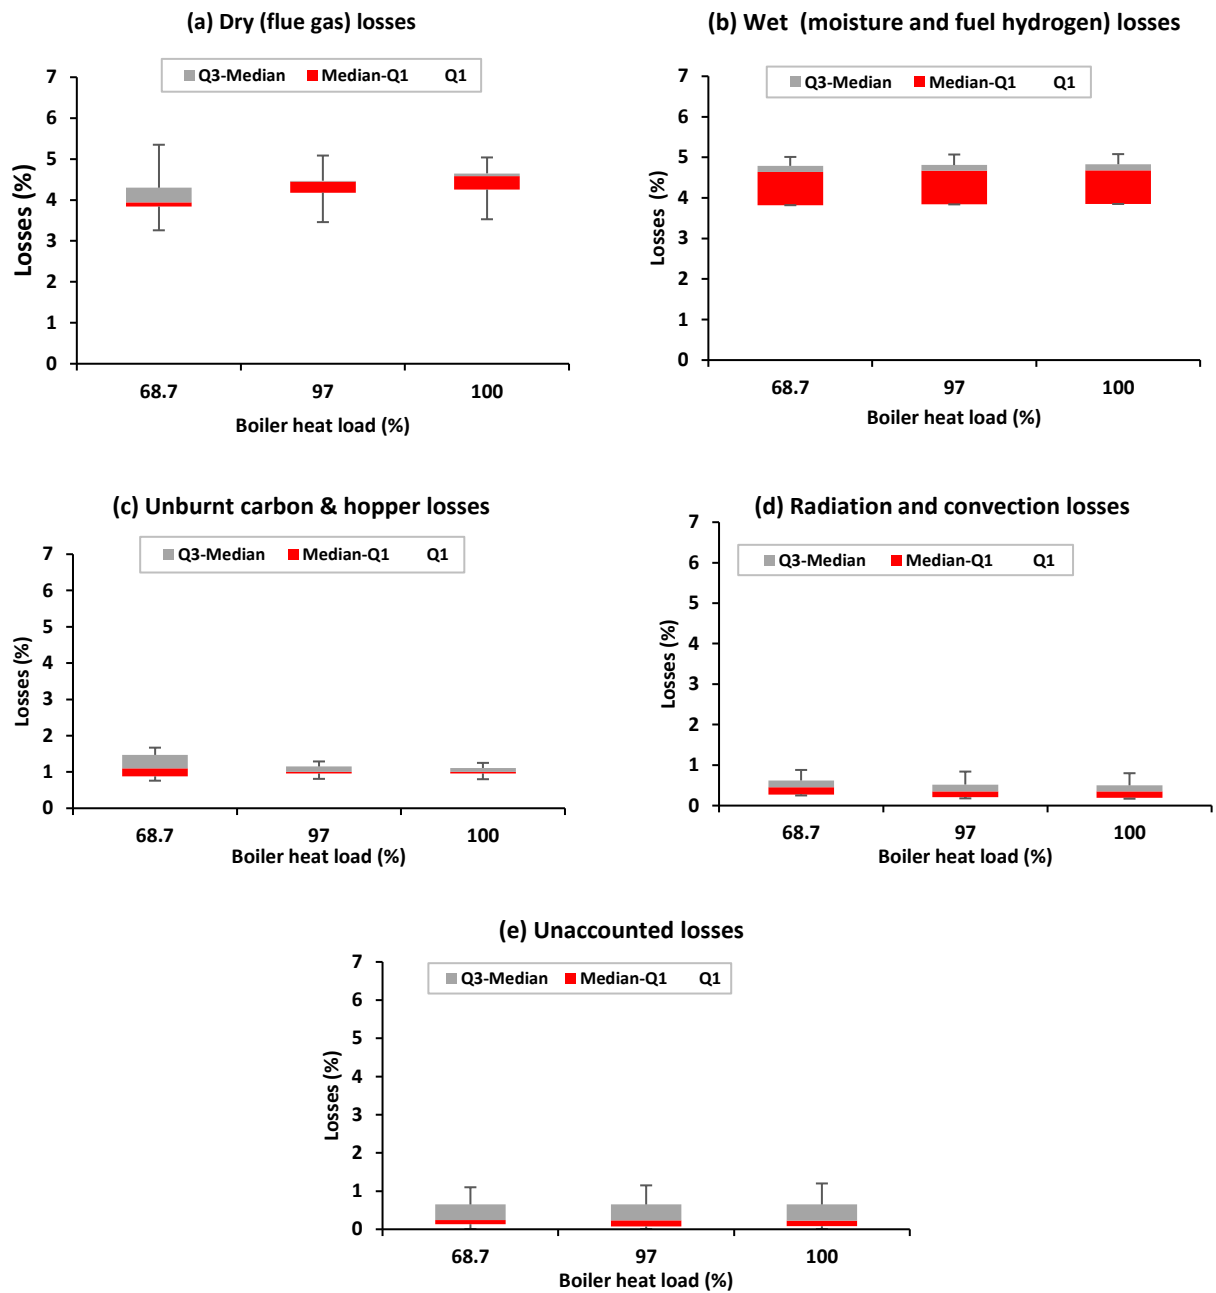 (a) Dry (flue gas) losses
Q3-Median Median-Q1 Q1
Losses (%)
7
6
5
4
3
2
1
0
68.7 97 100
Boiler heat load (%)
(b) Wet (moisture and fuel hydrogen) losses
Q3-Median Median-Q1 Q1
Losses (%)
7
6
5
4
3
2
1
0
68.7 97 100
Boiler heat load (%)
(c) Unburnt carbon & hopper losses
Q3-Median Median-Q1 Q1
Losses (%)
7
6
5
4
3
2
1
0
68.7 97 100
Boiler heat load (%)
(d) Radiation and convection losses
Q3-Median Median-Q1 Q1
Losses (%)
7
6
5
4
3
2
1
0
68.7 97 100
Boiler heat load (%)
(e) Unaccounted losses
Q3-Median Median-Q1 Q1
Losses (%)
7
6
5
4
3
2
1
0
68.7 97 100
Boiler heat load (%)